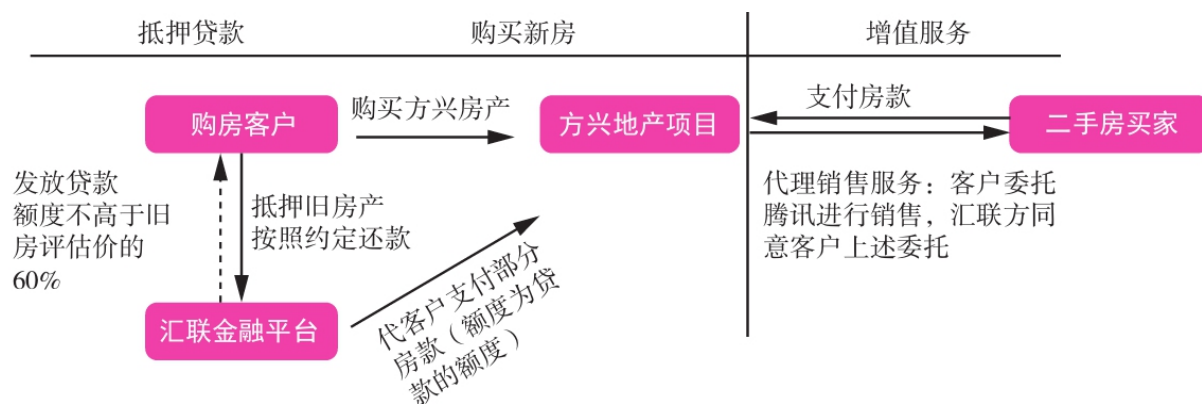 抵押贷款
购买新房
增值服务
购房客户
购买方兴房产
方兴地产项目
支付房款
二手房买家
发放贷款
额度不高于旧
房评估价的
60%
抵押旧房产
按照约定还款
代理销售服务：客户委托
腾讯进行销售，汇联方同
意客户上述委托
汇联金融平台
代客户支付部分
房款（额度为贷
款的额度）